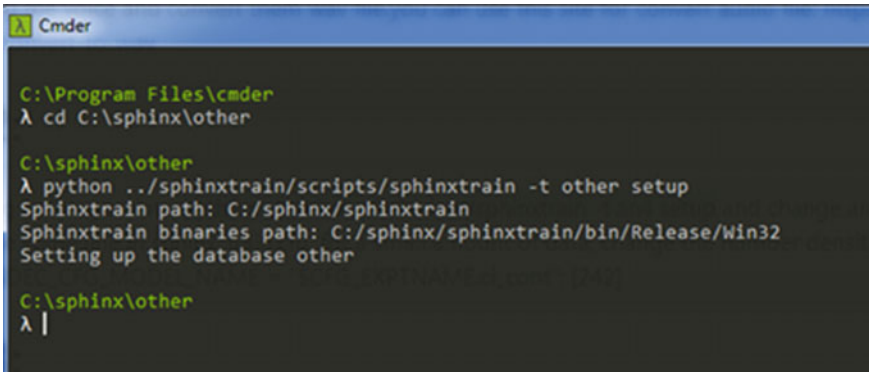 Cmder
C:\Program Files\cmder
λ cd C:\sphinx\other
C:\sphinx\other
λ python ../sphinxtrain/scripts/sphinxtrain -t other setup
Sphinxtrain path: C:/sphinx/sphinxtrain
Sphinxtrain binaries path: C:/sphinx/sphinxtrain/bin/Release/Win32
Setting up the database other
C:\sphinx\other
λ